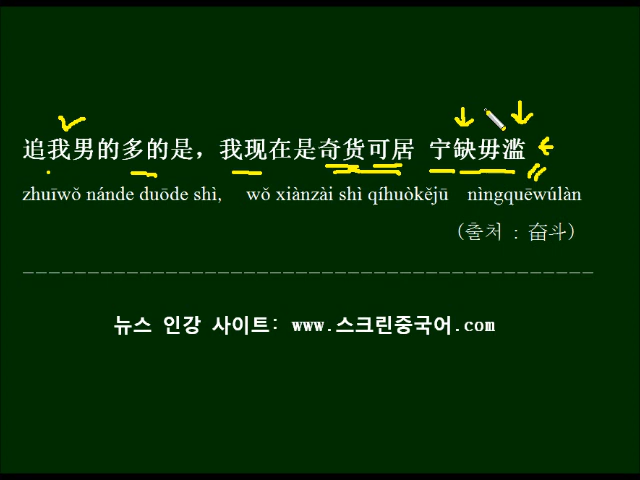 追我男的多的是，我现在是奇货可居 宁缺毋滥
zhuīwǒ nánde duōde shì, wǒ xiànzài shì qíhuòkějū nìngquēwúlàn
(출처 : 奋斗)
뉴스 인강 사이트: www.스크린중국어.com